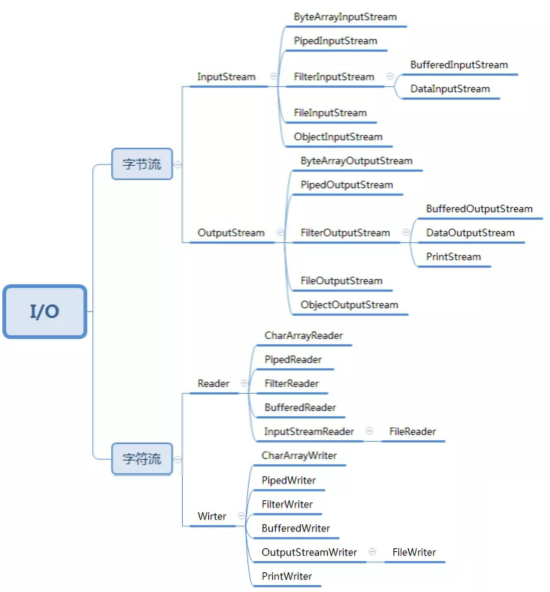 I/O
字节流
InputStream
ByteArrayInputStream
PipedInputStream
FilterInputStream
BufferedInputStream
DataInputStream
FileInputStream
ObjectInputStream
OutputStream
ByteArrayOutputStream
PipedOutputStream
FilterOutputStream
BufferedOutputStream
DataOutputStream
PrintStream
FileOutputStream
ObjectOutputStream
字符流
Reader
CharArrayReader
PipedReader
FilterReader
BufferedReader
InputStreamReader
FileReader
Wirter
CharArrayWriter
PipedWriter
FilterWriter
BufferedWriter
OutputStreamWriter
FileWriter
PrintWriter